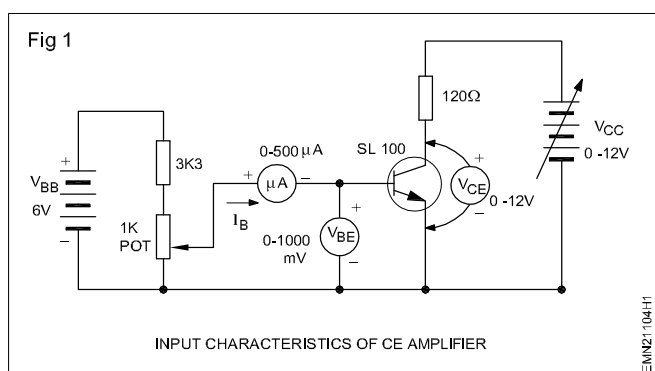 Fig 1
120Ω
VCC
0 -12V
3K3
0-500 µA
SL 100
+
VBB
6V
−
+
µA
−
IB
1K
POT
+
VBE
−
0-1000
mV
+
VCE
−
0 -12V
INPUT CHARACTERISTICS OF CE AMPLIFIER
EMN21104H1